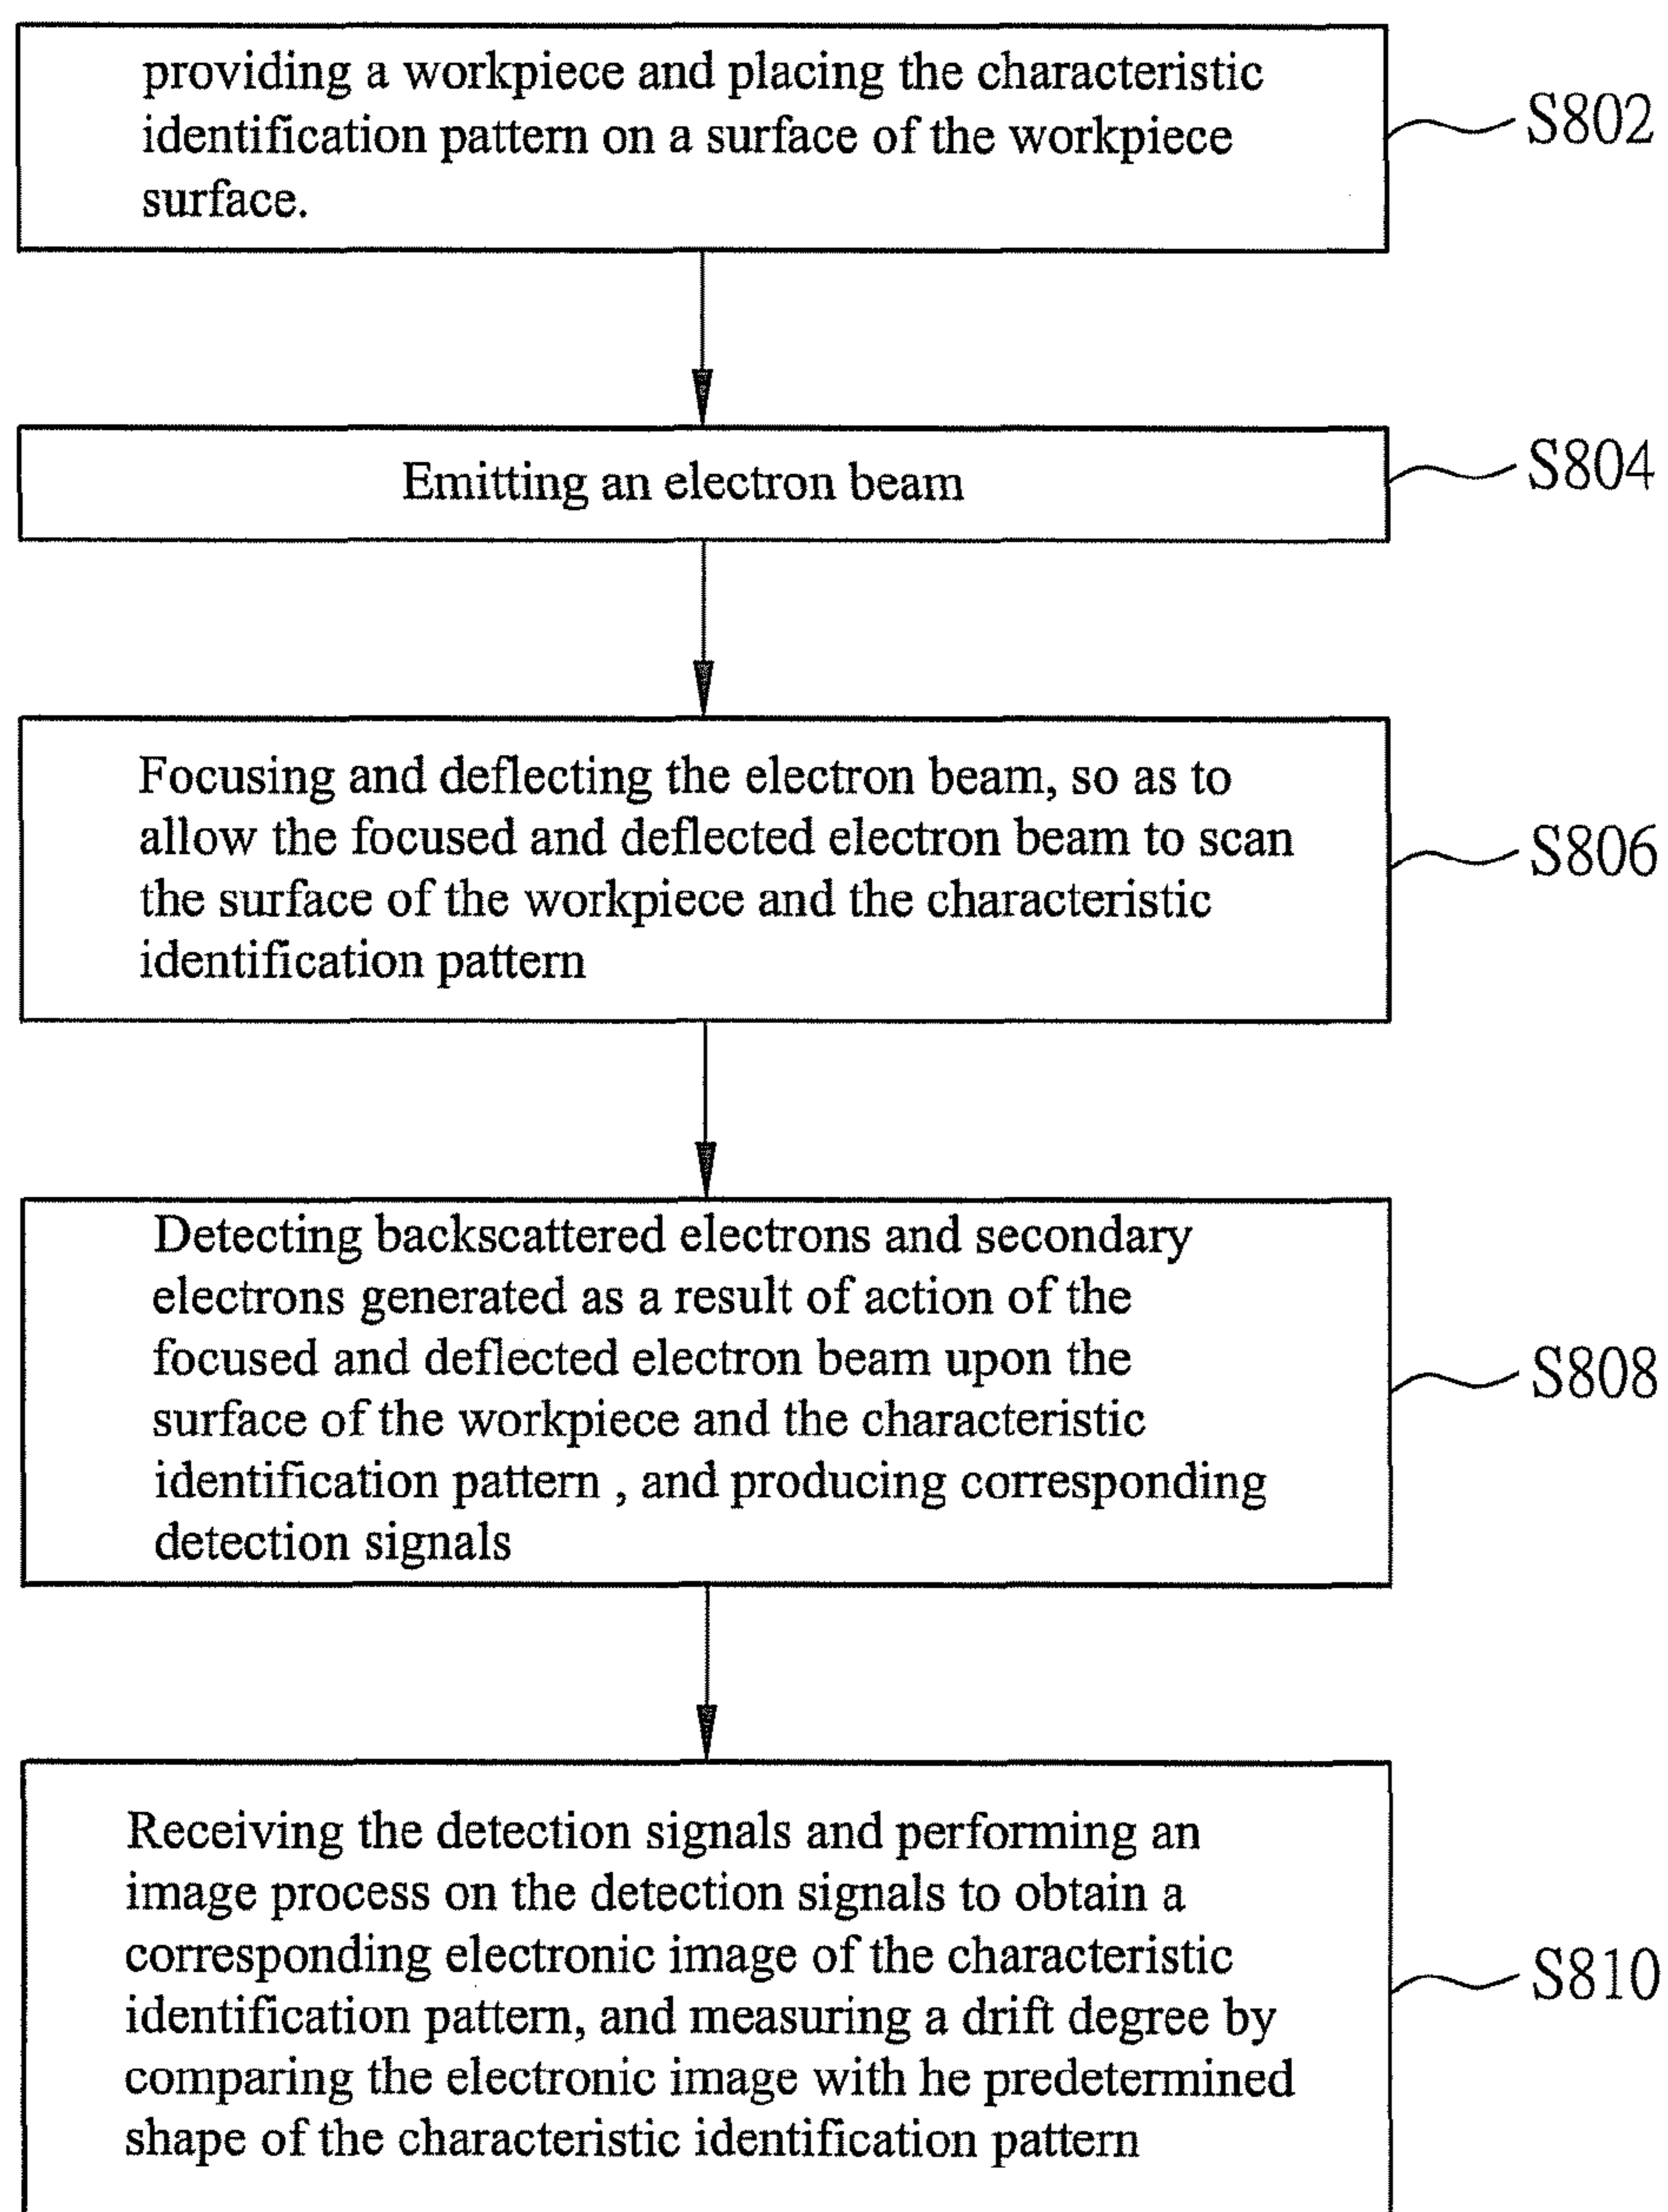 providing a workpiece and placing the characteristic
identification pattern on a surface of the workpiece
surface.
S802
Emitting an electron beam
S804
Focusing and deflecting the electron beam, so as to
allow the focused and deflected electron beam to scan
the surface of the workpiece and the characteristic
identification pattern
S806
Detecting backscattered electrons and secondary
electrons generated as a result of action of the
focused and deflected electron beam upon the
surface of the workpiece and the characteristic
identification pattern , and producing corresponding
detection signals
S808
Receiving the detection signals and performing an
image process on the detection signals to obtain a
corresponding electronic image of the characteristic
identification pattern, and measuring a drift degree by
comparing the electronic image with he predetermined
shape of the characteristic identification pattern
S810